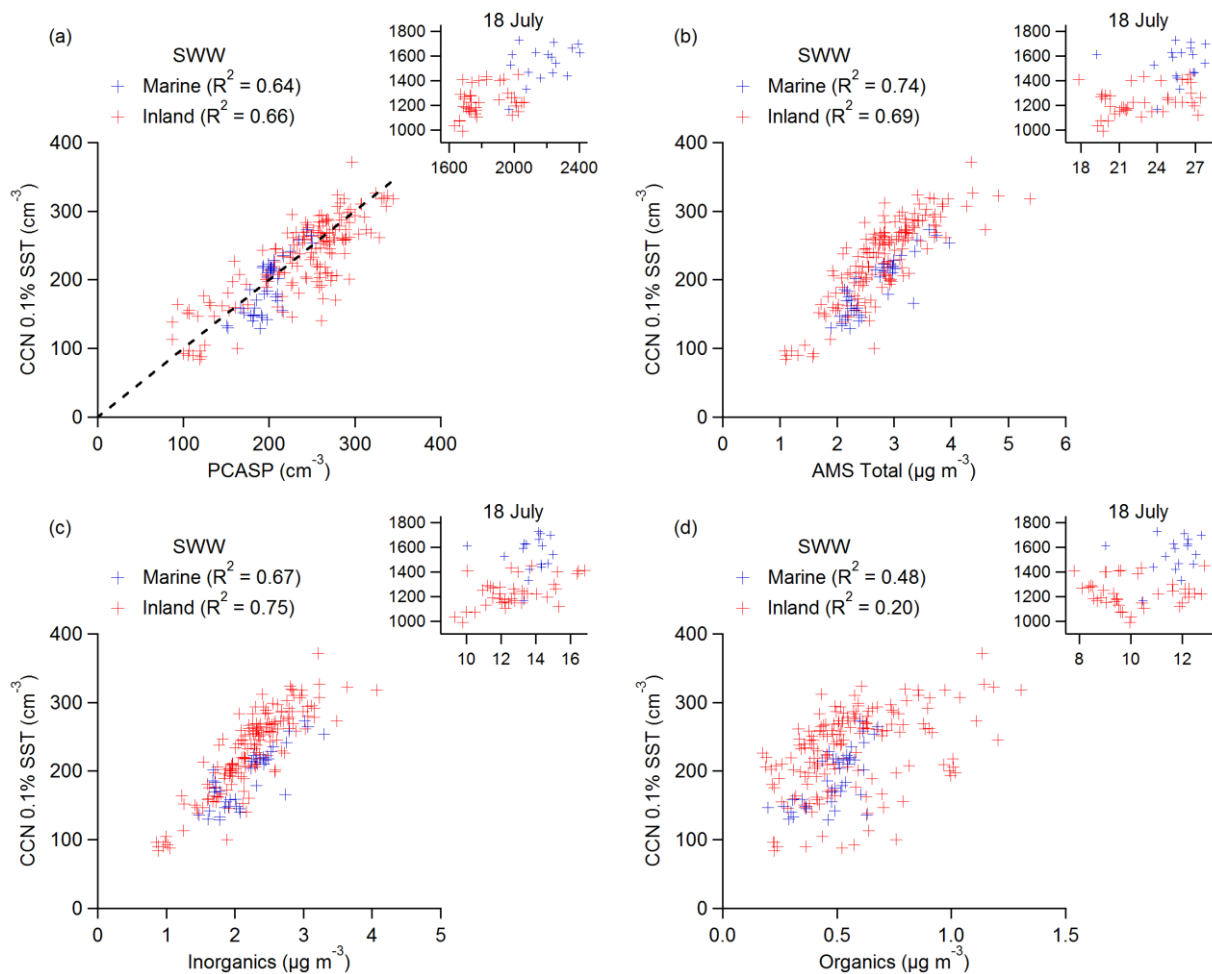 (a)
SWW
Marine (R² = 0.64)
Inland (R² = 0.66)
18 July
1800
1600
1400
1200
1000
1600 2000 2400
400
300
200
100
0
CCN 0.1% SST (cm⁻³)
0 100 200 300 400
PCASP (cm⁻³)
(b)
SWW
Marine (R² = 0.74)
Inland (R² = 0.69)
18 July
1800
1600
1400
1200
1000
18 21 24 27
400
300
200
100
0
CCN 0.1% SST (cm⁻³)
0 1 2 3 4 5 6
AMS Total (µg m⁻³)
(c)
SWW
Marine (R² = 0.67)
Inland (R² = 0.75)
18 July
1800
1600
1400
1200
1000
10 12 14 16
400
300
200
100
0
CCN 0.1% SST (cm⁻³)
0 1 2 3 4 5
Inorganics (µg m⁻³)
(d)
SWW
Marine (R² = 0.48)
Inland (R² = 0.20)
18 July
1800
1600
1400
1200
1000
8 10 12
400
300
200
100
0
CCN 0.1% SST (cm⁻³)
0.0 0.5 1.0 1.5
Organics (µg m⁻³)